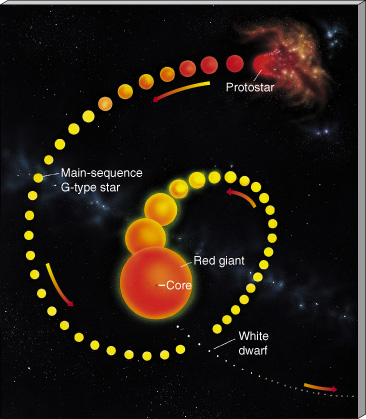 Protostar
Main-sequence
G-type star
Red giant
Core
White
dwarf